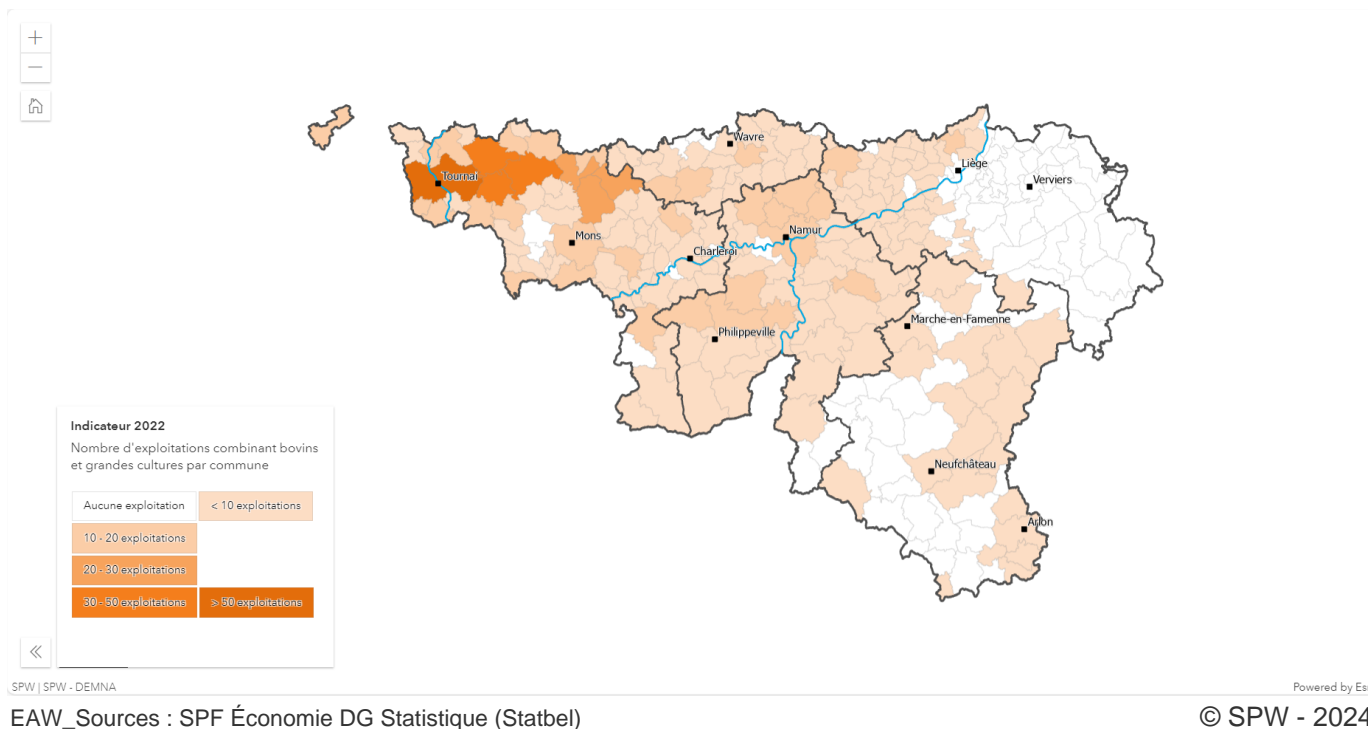 +
−
Wavre
Tournai
Liège
Verviers
Mons
Namur
Charleroi
Marche-en-Famenne
Philippeville
Neufchâteau
Arlon
Indicateur 2022
Nombre d'exploitations combinant bovins
et grandes cultures par commune
Aucune exploitation
< 10 exploitations
10 - 20 exploitations
20 - 30 exploitations
30 - 50 exploitations
> 50 exploitations
SPW | SPW - DEMNA
Powered by Es
EAW_Sources : SPF Économie DG Statistique (Statbel)
© SPW - 2024